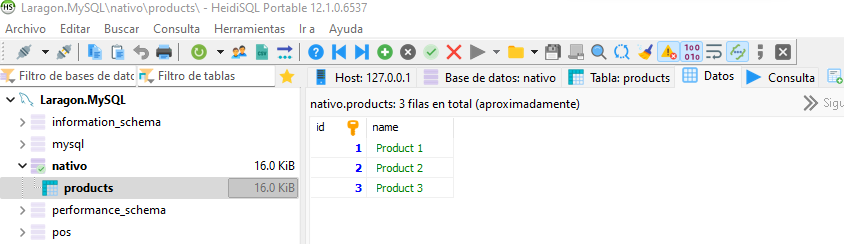 HS Laragon.MySQL\nativo\products\ - HeidiSQL Portable 12.1.0.6537
Archivo Editar Buscar Consulta Herramientas Ir a Ayuda
Filtro de bases de dato Filtro de tablas Host: 127.0.0.1 Base de datos: nativo Tabla: products Datos Consulta
Laragon.MySQL
information_schema
mysql
nativo 16.0 KiB
products 16.0 KiB
performance_schema
pos
nativo.products: 3 filas en total (aproximadamente) Sigu
id name
1 Product 1
2 Product 2
3 Product 3